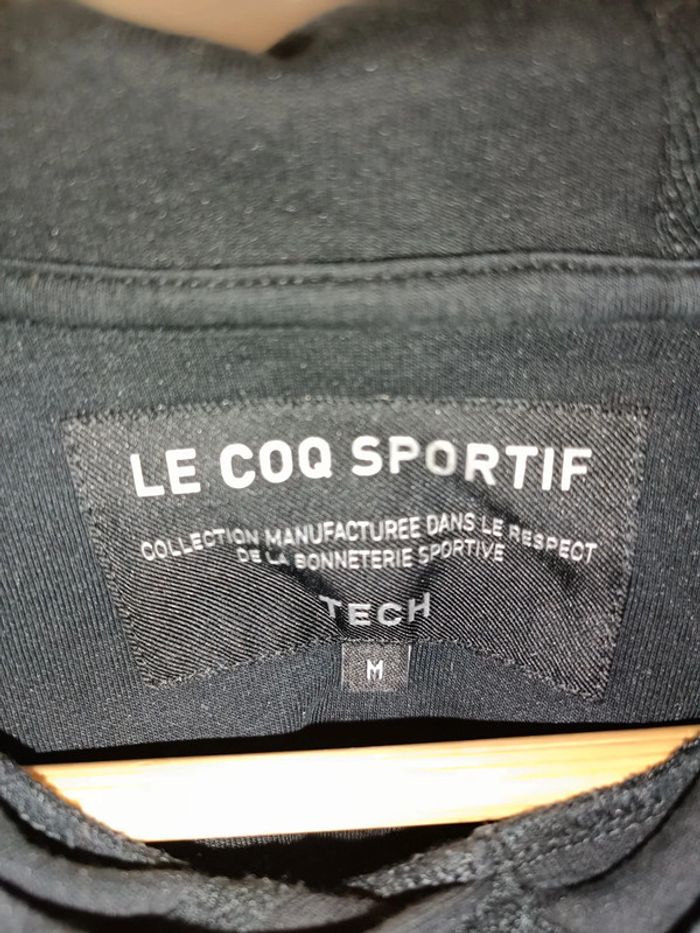 LE COQ SPORTIF
COLLECTION MANUFACTUREE DANS LE RESPECT
DE LA BONNETERIE SPORTIVE
TECH
M